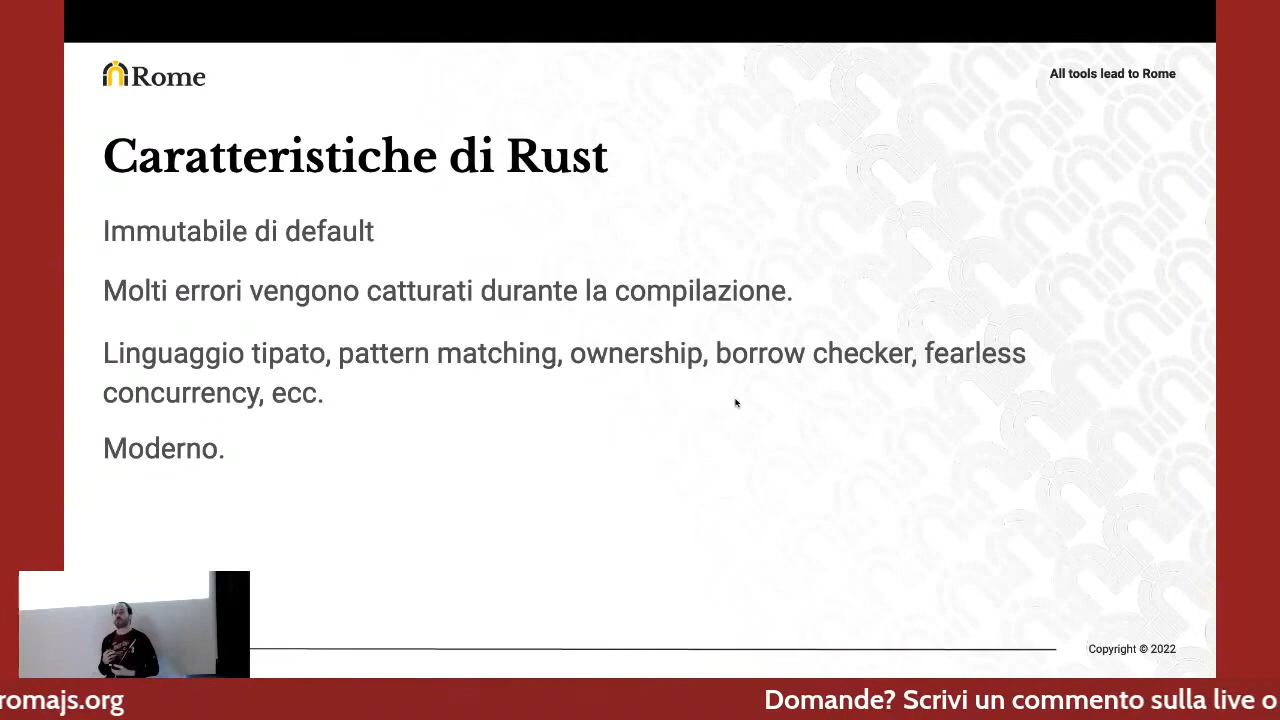 Rome
All tools lead to Rome
Caratteristiche di Rust
Immutabile di default
Molti errori vengono catturati durante la compilazione.
Linguaggio tipato, pattern matching, ownership, borrow checker, fearless
concurrency, ecc.
Moderno.
Copyright © 2022
romajs.org
Domande? Scrivi un commento sulla live o